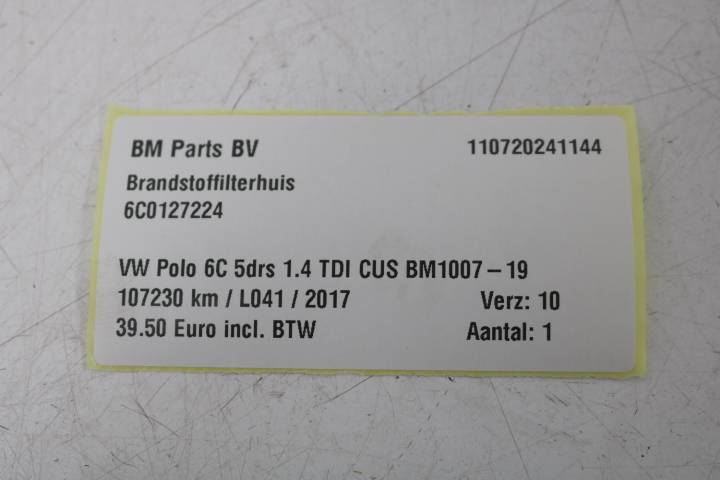 BM Parts BV 110720241144
Brandstoffilterhuis
6C0127224
VW Polo 6C 5drs 1.4 TDI CUS BM1007 – 19
107230 km / L041 / 2017 Verz: 10
39.50 Euro incl. BTW Aantal: 1